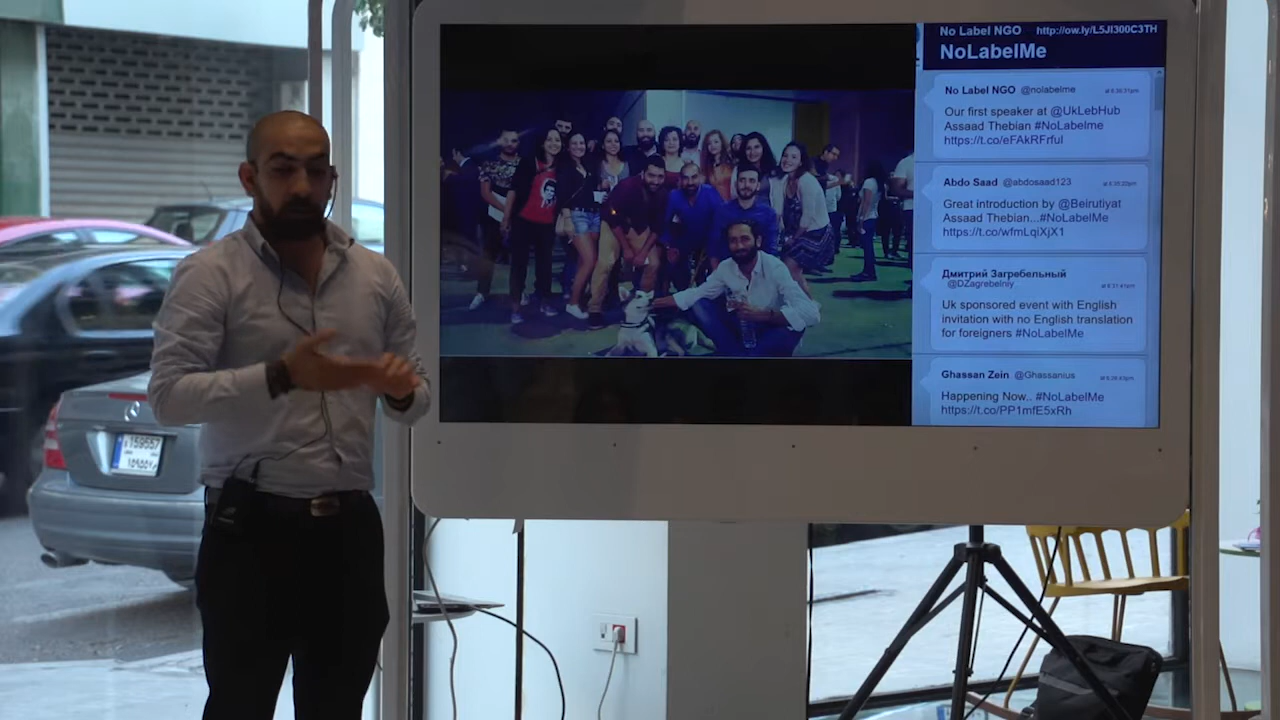 No Label NGO http://ow.ly/L5JI300C3TH
NoLabelMe
No Label NGO @nolabelme
Our first speaker at @UkLebHub
Assaad Thebian #NoLabelme
https://t.co/eFAkRFrful
Abdo Saad @abdosaad123
Great introduction by @Beirutiyat
Assaad Thebian...#NoLabelMe
https://t.co/wfmLqiXjX1
Дмитрий Загребельный
@DZagrebelniy
Uk sponsored event with English
invitation with no English translation
for foreigners #NoLabelMe
Ghassan Zein @Ghassanius
Happening Now.. #NoLabelMe
https://t.co/PP1mfE5xRh
159557